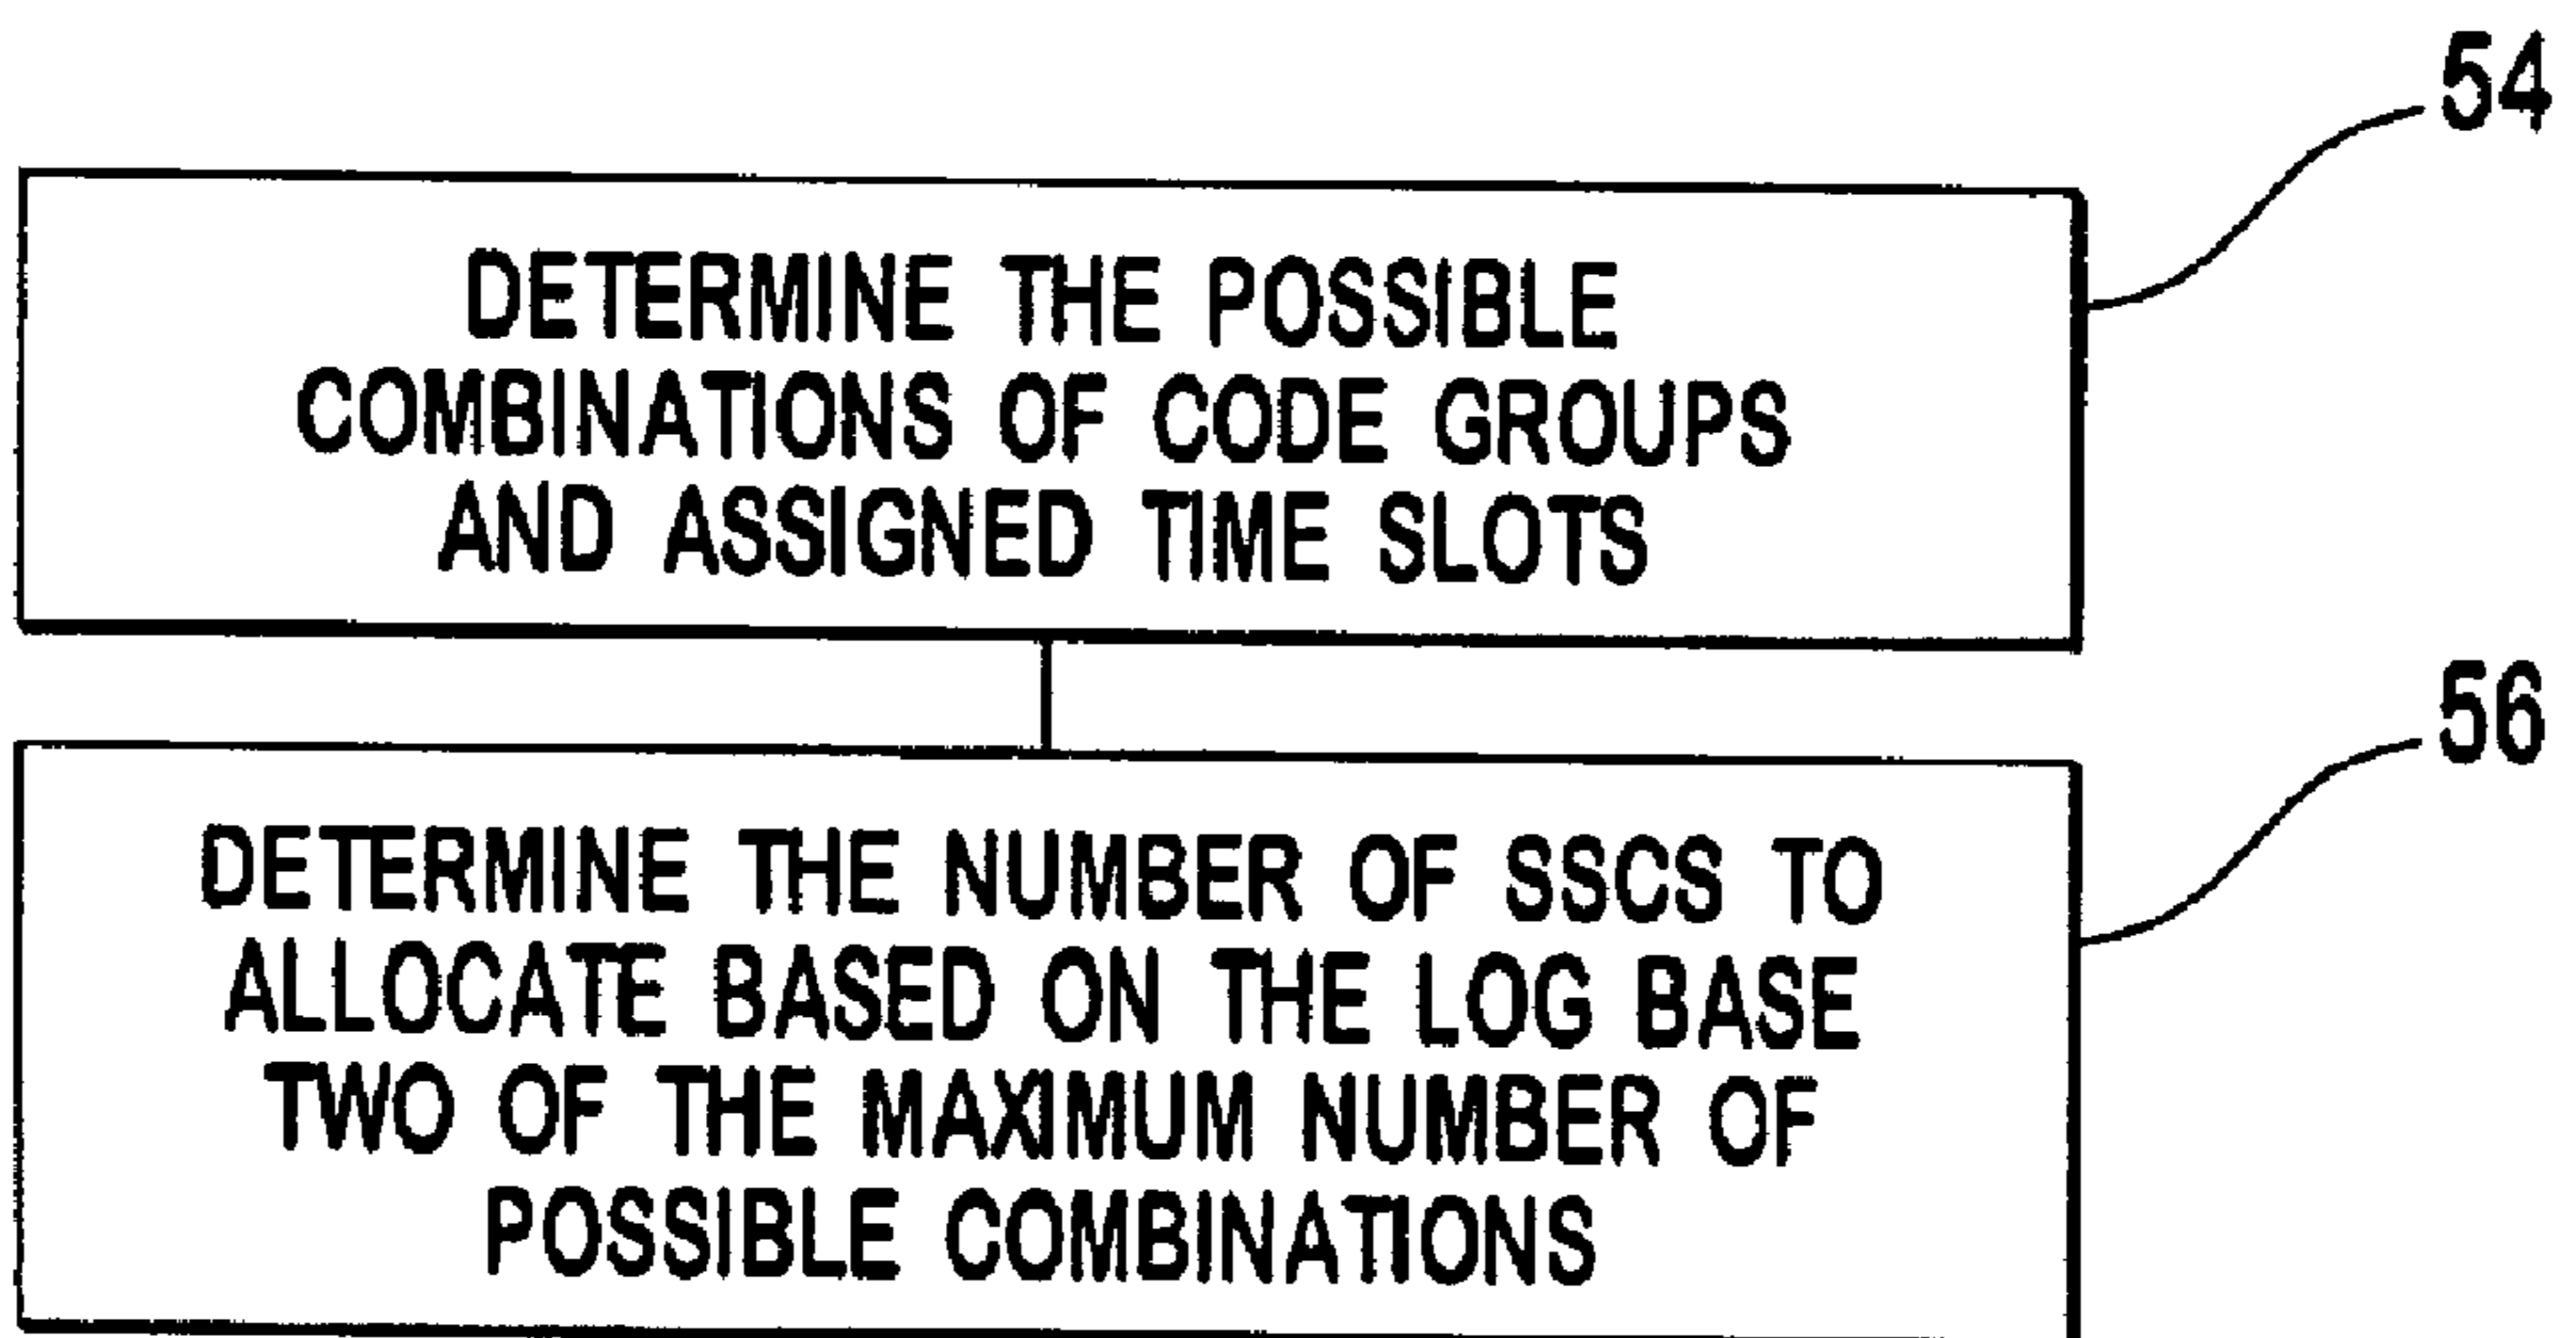 54
DETERMINE THE POSSIBLE
COMBINATIONS OF CODE GROUPS
AND ASSIGNED TIME SLOTS
56
DETERMINE THE NUMBER OF SSCS TO
ALLOCATE BASED ON THE LOG BASE
TWO OF THE MAXIMUM NUMBER OF
POSSIBLE COMBINATIONS